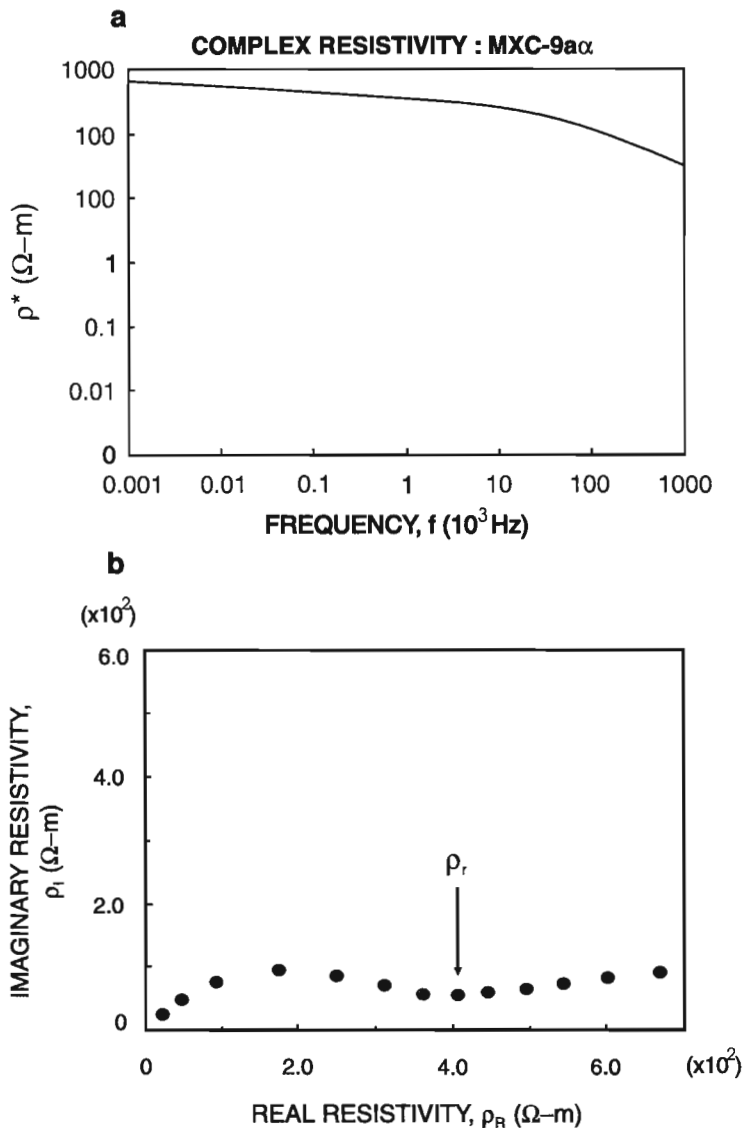 a
COMPLEX RESISTIVITY : MXC-9aα
1000
100
100
1
0.1
0.01
0
ρ* (Ω–m)
0.001 0.01 0.1 1 10 100 1000
FREQUENCY, f (10³ Hz)
b
(x10²)
6.0
4.0
2.0
0
IMAGINARY RESISTIVITY,
ρI (Ω–m)
ρr
0 2.0 4.0 6.0 (x10²)
REAL RESISTIVITY, ρR (Ω–m)